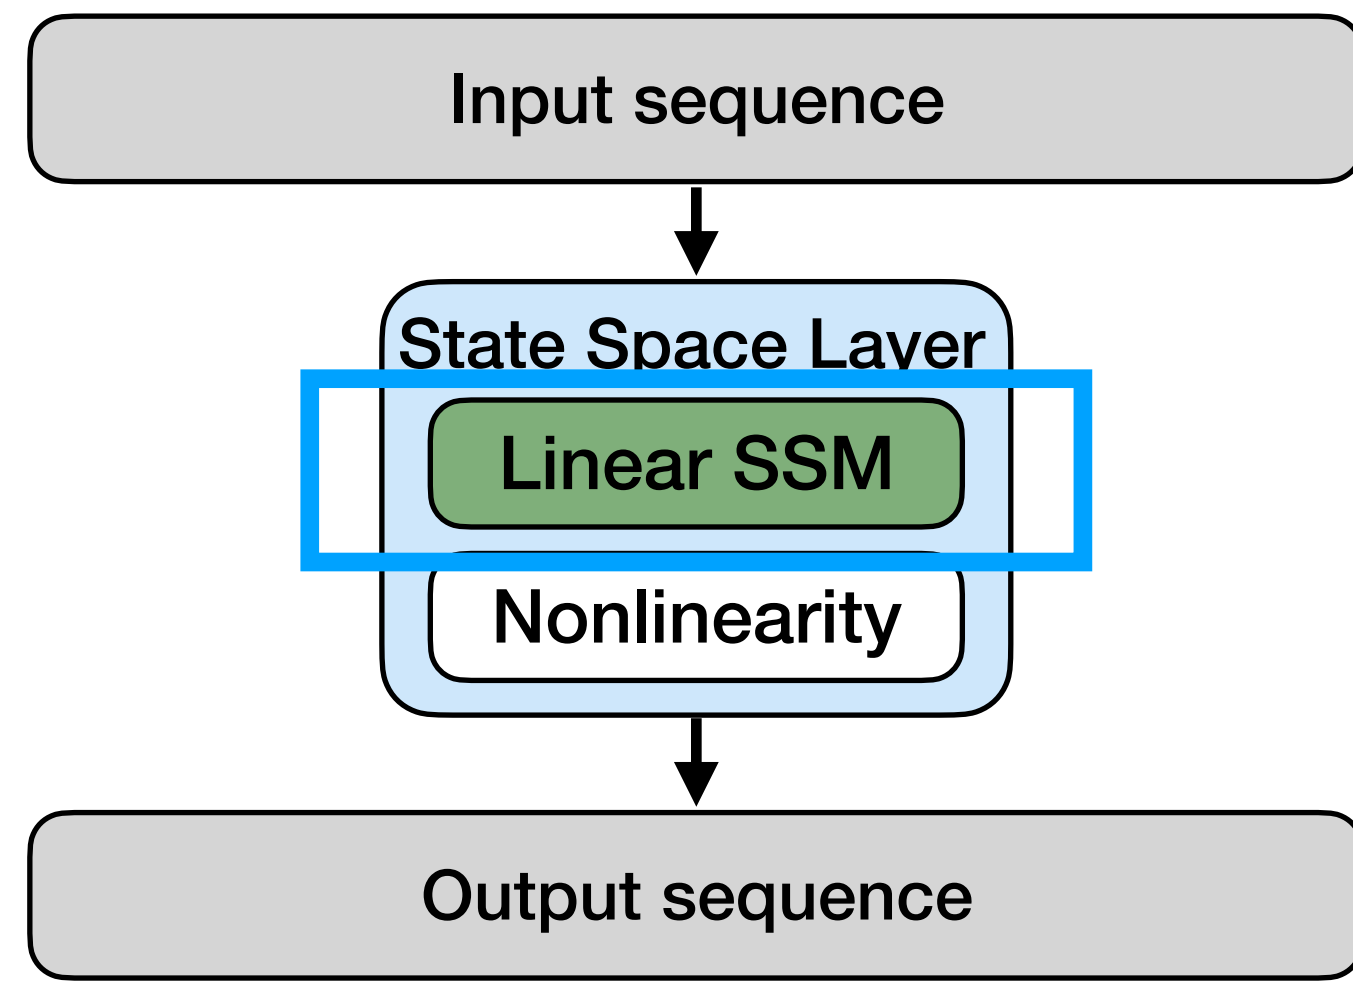 Input sequence
State Space Layer
Linear SSM
Nonlinearity
Output sequence